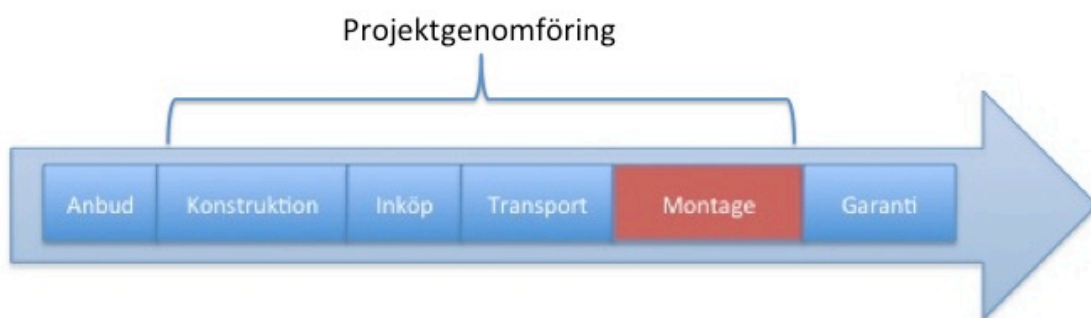 Projektgenomföring
Anbud Konstruktion Inköp Transport Montage Garanti